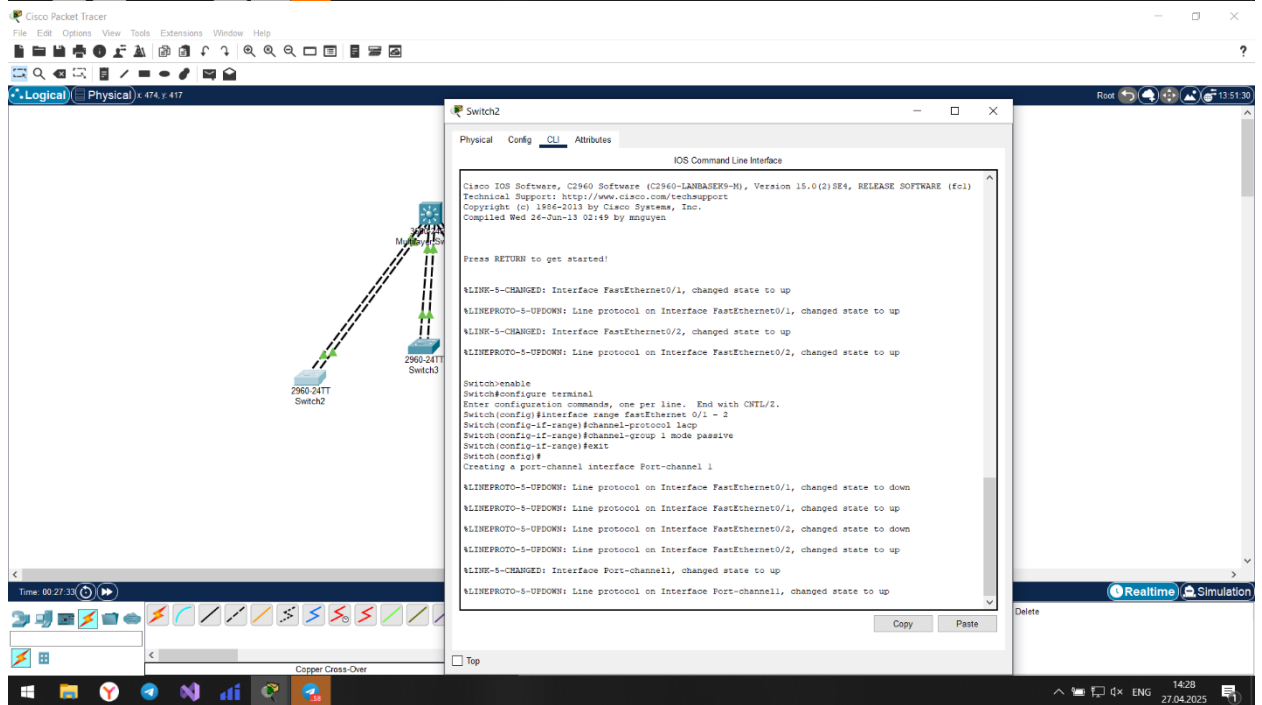 Cisco Packet Tracer
File Edit Options View Tools Extensions Window Help
?
Logical Physical x: 474, y: 417
Root 13:51:30
3560-24PS
Switch2
Physical Config CLI Attributes
IOS Command Line Interface
Cisco IOS Software, C2960 Software (C2960-LANBASEK9-M), Version 15.0(2)SE4, RELEASE SOFTWARE (fc1)
Technical Support: http://www.cisco.com/techsupport
Copyright (c) 1986-2013 by Cisco Systems, Inc.
Compiled Wed 26-Jun-13 02:49 by mnguyen
Press RETURN to get started!
%LINK-5-CHANGED: Interface FastEthernet0/1, changed state to up
%LINEPROTO-5-UPDOWN: Line protocol on Interface FastEthernet0/1, changed state to up
%LINK-5-CHANGED: Interface FastEthernet0/2, changed state to up
%LINEPROTO-5-UPDOWN: Line protocol on Interface FastEthernet0/2, changed state to up
Switch>enable
Switch#configure terminal
Enter configuration commands, one per line. End with CNTL/Z.
Switch(config)#interface range fastEthernet 0/1 - 2
Switch(config-if-range)#channel-protocol lacp
Switch(config-if-range)#channel-group 1 mode passive
Switch(config-if-range)#exit
Switch(config)#
Creating a port-channel interface Port-channel 1
%LINEPROTO-5-UPDOWN: Line protocol on Interface FastEthernet0/1, changed state to down
%LINEPROTO-5-UPDOWN: Line protocol on Interface FastEthernet0/1, changed state to up
%LINEPROTO-5-UPDOWN: Line protocol on Interface FastEthernet0/2, changed state to down
%LINEPROTO-5-UPDOWN: Line protocol on Interface FastEthernet0/2, changed state to up
%LINK-5-CHANGED: Interface Port-channel1, changed state to up
%LINEPROTO-5-UPDOWN: Line protocol on Interface Port-channel1, changed state to up
Copy Paste
Top
2960-24TT
Switch3
2960-24TT
Switch2
Time: 00:27:33
Realtime Simulation
Delete
Copper Cross-Over
.58
ENG
14:28
27.04.2025
1